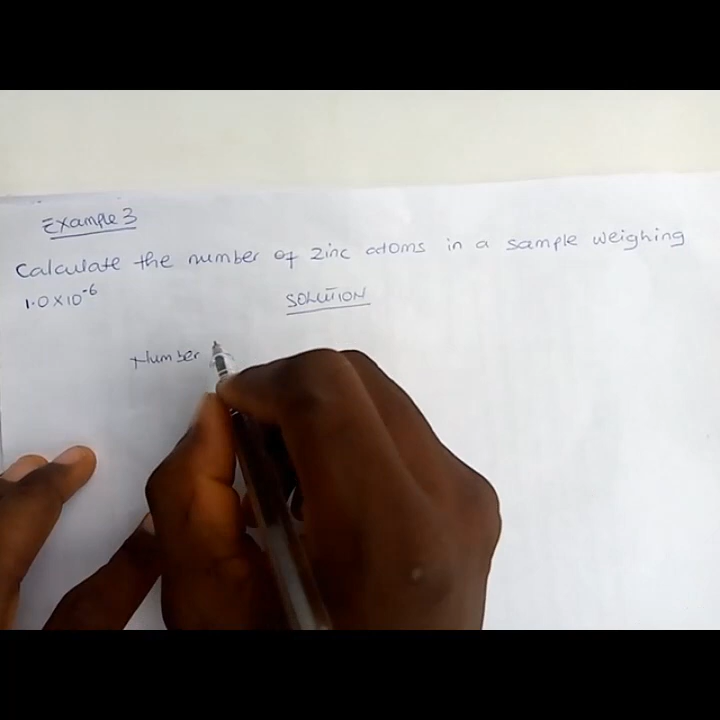 Example 3
Calculate the number of zinc atoms in a sample weighing
1.0 X 10⁻⁶
SOLUTION
Number